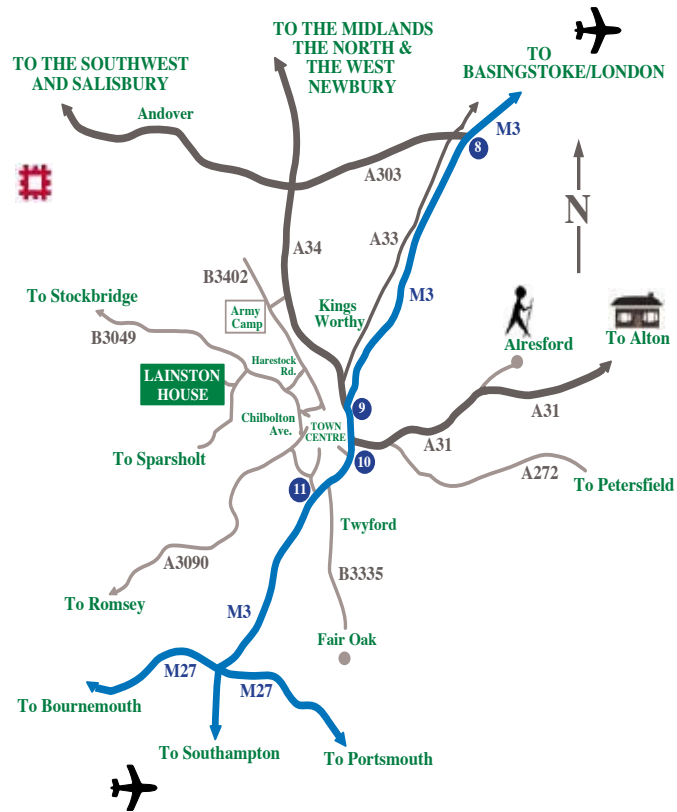 TO THE MIDLANDS
THE NORTH &
THE WEST
NEWBURY
TO THE SOUTHWEST
AND SALISBURY
TO
BASINGSTOKE/LONDON
Andover
M3
8
A303
N
A33
A34
B3402
M3
To Stockbridge
Kings
Worthy
Army
Camp
B3049
Alresford
To Alton
Harestock
Rd.
LAINSTON
HOUSE
9
A31
Chilbolton
Ave.
TOWN
CENTRE
A31
To Sparsholt
10
A272
To Petersfield
11
Twyford
A3090
B3335
To Romsey
M3
Fair Oak
M27
M27
To Bournemouth
To Southampton
To Portsmouth